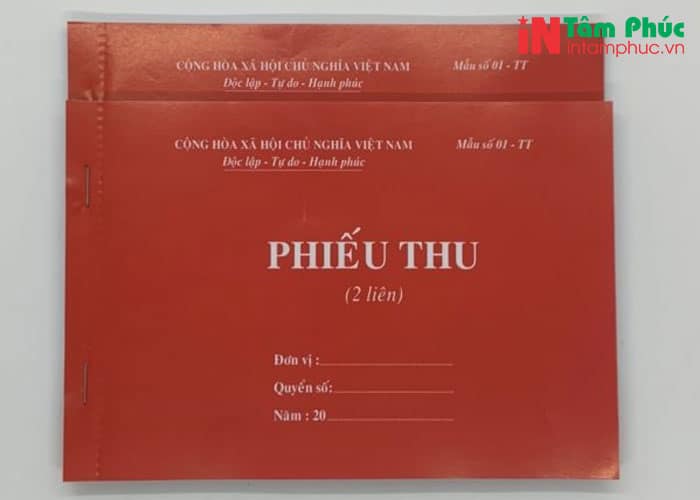 iN Tâm Phúc
intamphuc.vn
CỘNG HÒA XÃ HỘI CHỦ NGHĨA VIỆT NAM
Mẫu số 01 - TT
Độc lập - Tự do - Hạnh phúc
CỘNG HÒA XÃ HỘI CHỦ NGHĨA VIỆT NAM
Mẫu số 01 - TT
Độc lập - Tự do - Hạnh phúc
PHIẾU THU
(2 liên)
Đơn vị :
Quyển số:
Năm : 20